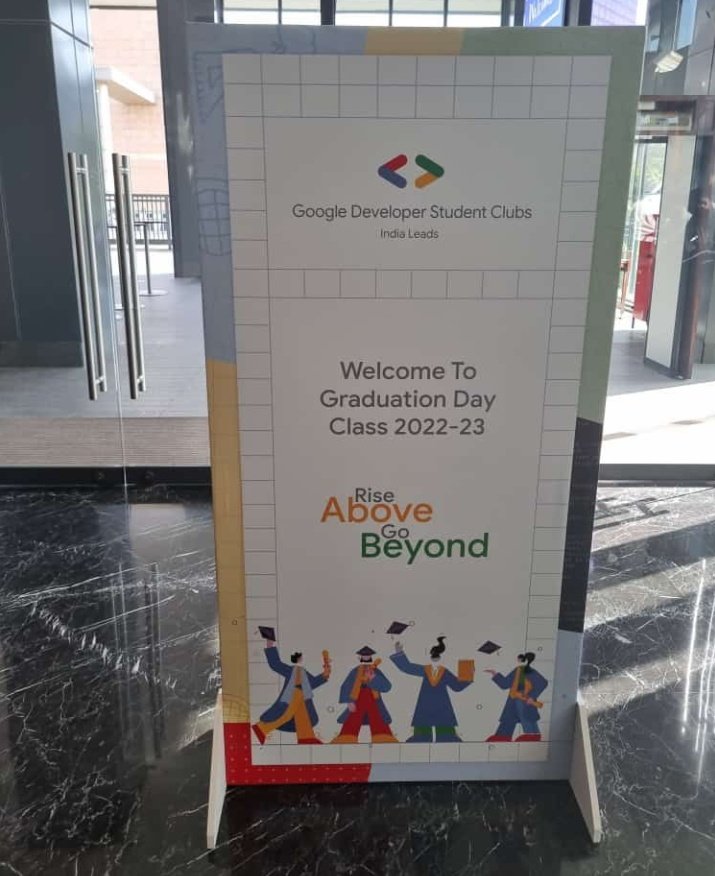 Google Developer Student Clubs
India Leads
Welcome To
Graduation Day
Class 2022-23
Rise
Above
Go
Beyond